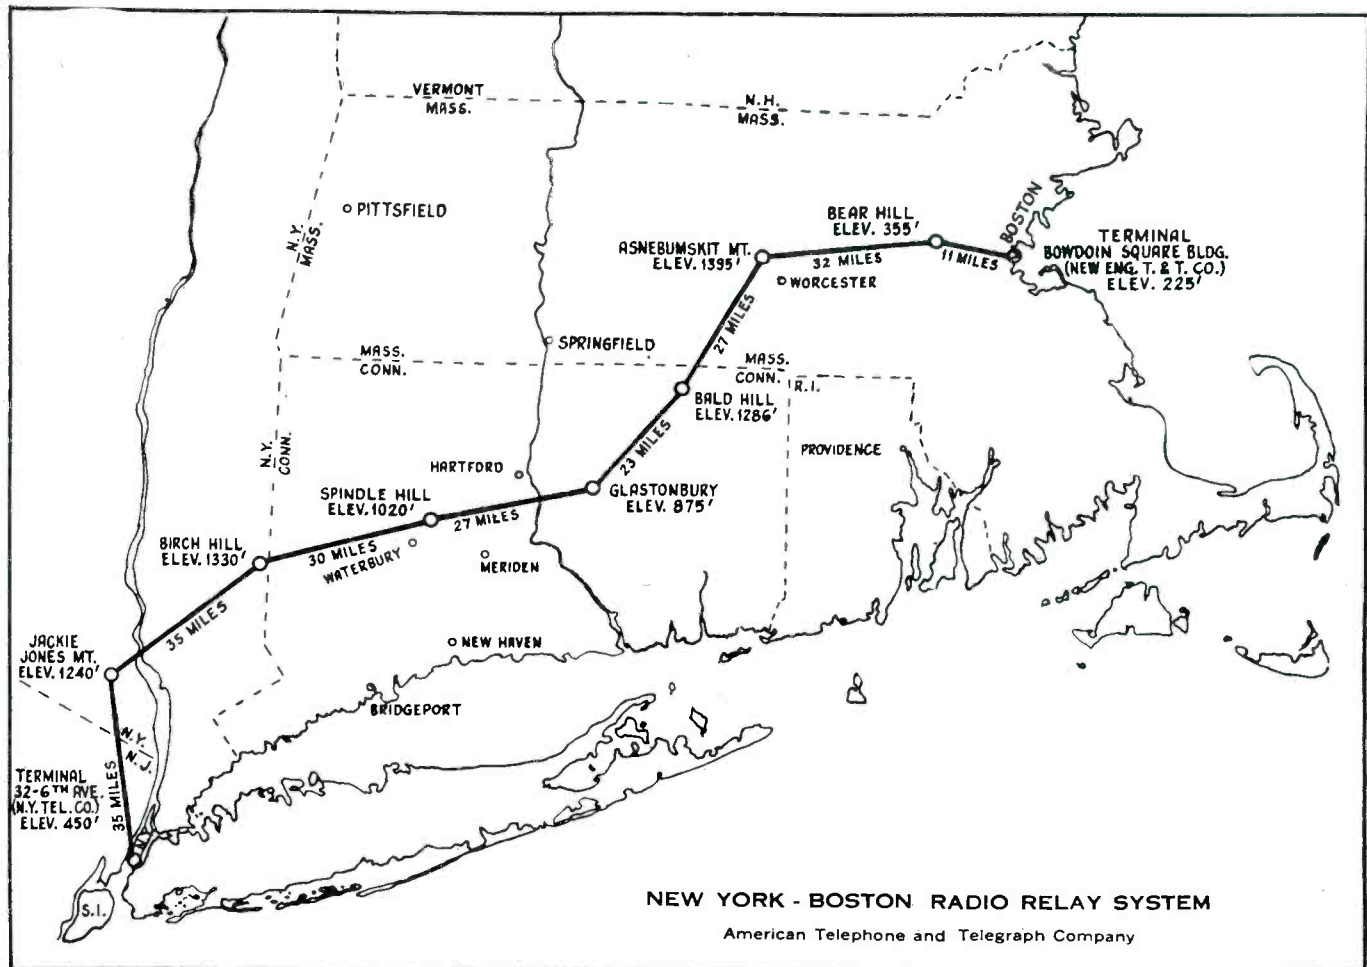 VERMONT
MASS.
N.H.
MASS.
PITTSFIELD
N.Y.
MASS.
BOSTON
BEAR HILL
ELEV. 355'
TERMINAL
BOWDOIN SQUARE BLDG.
(NEW ENG. T. & T. CO.)
ELEV. 225'
ASNEBUMSKIT MT.
ELEV. 1395'
32 MILES
11 MILES
WORCESTER
27 MILES
SPRINGFIELD
MASS.
CONN.
MASS.
CONN.
R.I.
BALD HILL
ELEV. 1286'
23 MILES
PROVIDENCE
N.Y.
CONN.
HARTFORD
SPINDLE HILL
ELEV. 1020'
27 MILES
GLASTONBURY
ELEV. 875'
BIRCH HILL
ELEV. 1330'
30 MILES
WATERBURY
MERIDEN
35 MILES
NEW HAVEN
JACKIE
JONES MT.
ELEV. 1240'
BRIDGEPORT
N.Y.
N.J.
TERMINAL
32-6TH AVE.
(N.Y. TEL. CO.)
ELEV. 450'
35 MILES
S.I.
NEW YORK - BOSTON RADIO RELAY SYSTEM
American Telephone and Telegraph Company